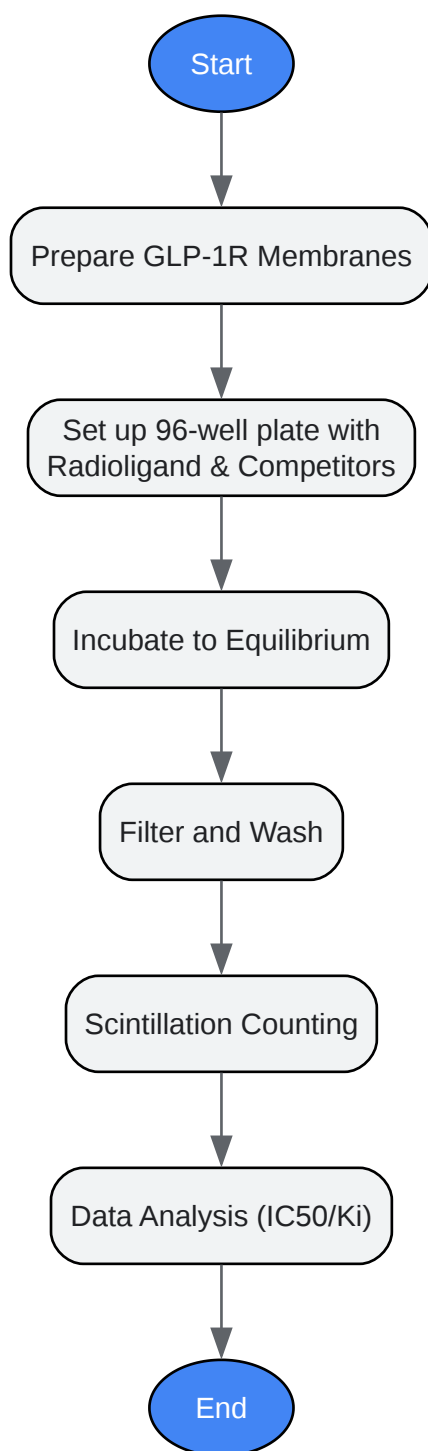 Start
Prepare GLP-1R Membranes
Set up 96-well plate with
Radioligand & Competitors
Incubate to Equilibrium
Filter and Wash
Scintillation Counting
Data Analysis (IC50/Ki)
End